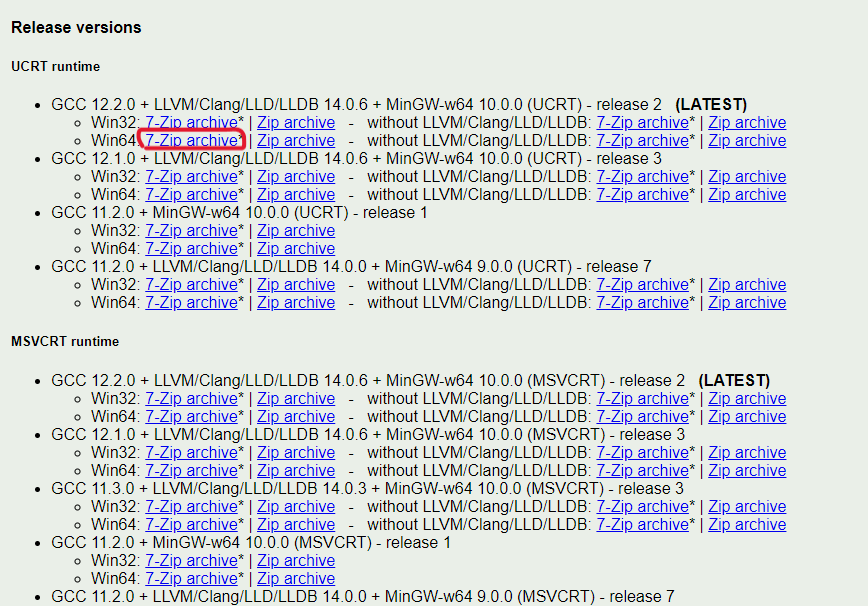 Release versions
UCRT runtime
GCC 12.2.0 + LLVM/Clang/LLD/LLDB 14.0.6 + MinGW-w64 10.0.0 (UCRT) - release 2 (LATEST)
Win32: 7-Zip archive* | Zip archive - without LLVM/Clang/LLD/LLDB: 7-Zip archive* | Zip archive
Win64: 7-Zip archive* | Zip archive - without LLVM/Clang/LLD/LLDB: 7-Zip archive* | Zip archive
GCC 12.1.0 + LLVM/Clang/LLD/LLDB 14.0.6 + MinGW-w64 10.0.0 (UCRT) - release 3
Win32: 7-Zip archive* | Zip archive - without LLVM/Clang/LLD/LLDB: 7-Zip archive* | Zip archive
Win64: 7-Zip archive* | Zip archive - without LLVM/Clang/LLD/LLDB: 7-Zip archive* | Zip archive
GCC 11.2.0 + MinGW-w64 10.0.0 (UCRT) - release 1
Win32: 7-Zip archive* | Zip archive
Win64: 7-Zip archive* | Zip archive
GCC 11.2.0 + LLVM/Clang/LLD/LLDB 14.0.0 + MinGW-w64 9.0.0 (UCRT) - release 7
Win32: 7-Zip archive* | Zip archive - without LLVM/Clang/LLD/LLDB: 7-Zip archive* | Zip archive
Win64: 7-Zip archive* | Zip archive - without LLVM/Clang/LLD/LLDB: 7-Zip archive* | Zip archive
MSVCRT runtime
GCC 12.2.0 + LLVM/Clang/LLD/LLDB 14.0.6 + MinGW-w64 10.0.0 (MSVCRT) - release 2 (LATEST)
Win32: 7-Zip archive* | Zip archive - without LLVM/Clang/LLD/LLDB: 7-Zip archive* | Zip archive
Win64: 7-Zip archive* | Zip archive - without LLVM/Clang/LLD/LLDB: 7-Zip archive* | Zip archive
GCC 12.1.0 + LLVM/Clang/LLD/LLDB 14.0.6 + MinGW-w64 10.0.0 (MSVCRT) - release 3
Win32: 7-Zip archive* | Zip archive - without LLVM/Clang/LLD/LLDB: 7-Zip archive* | Zip archive
Win64: 7-Zip archive* | Zip archive - without LLVM/Clang/LLD/LLDB: 7-Zip archive* | Zip archive
GCC 11.3.0 + LLVM/Clang/LLD/LLDB 14.0.3 + MinGW-w64 10.0.0 (MSVCRT) - release 3
Win32: 7-Zip archive* | Zip archive - without LLVM/Clang/LLD/LLDB: 7-Zip archive* | Zip archive
Win64: 7-Zip archive* | Zip archive - without LLVM/Clang/LLD/LLDB: 7-Zip archive* | Zip archive
GCC 11.2.0 + MinGW-w64 10.0.0 (MSVCRT) - release 1
Win32: 7-Zip archive* | Zip archive
Win64: 7-Zip archive* | Zip archive
GCC 11.2.0 + LLVM/Clang/LLD/LLDB 14.0.0 + MinGW-w64 9.0.0 (MSVCRT) - release 7